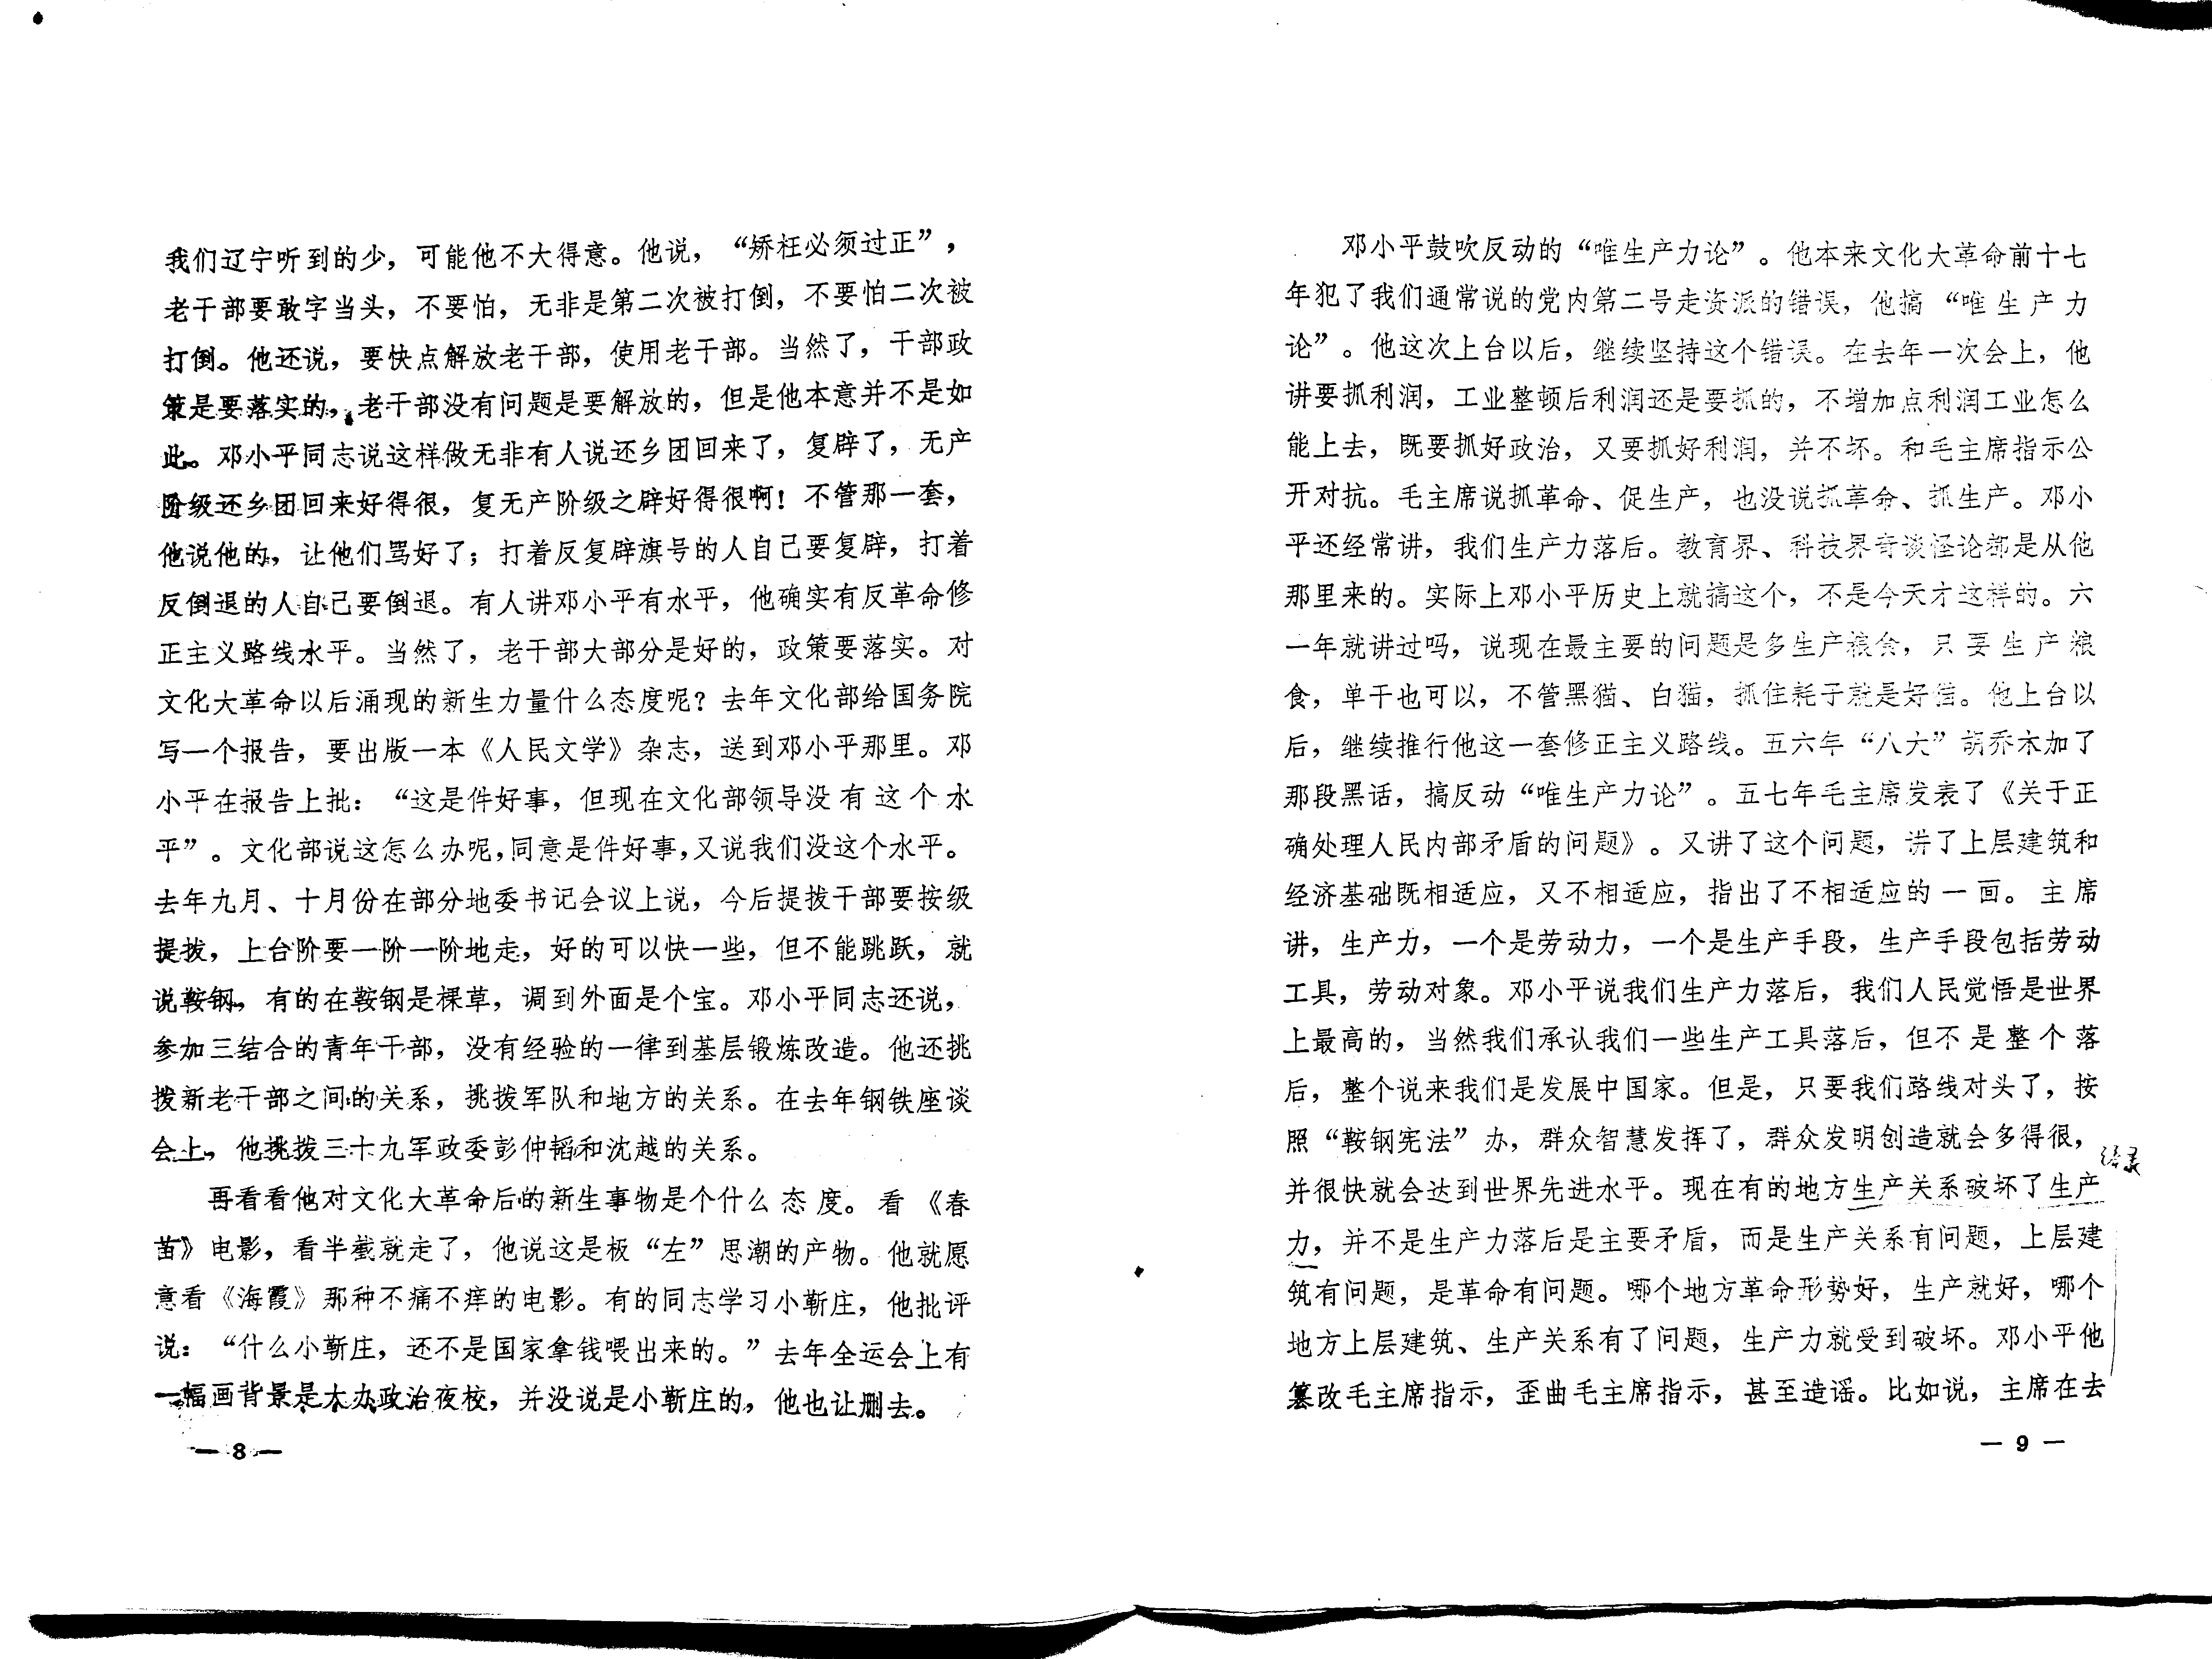 我们辽宁听到的少，可能他不大得意。他说，“矫枉必须过正”，
老干部要敢字当头，不要怕，无非是第二次被打倒，不要怕二次被
打倒。他还说，要快点解放老干部，使用老干部。当然了，干部政
策是要落实的，老干部没有问题是要解放的，但是他本意并不是如
此。邓小平同志说这样做无非有人说还乡团回来了，复辟了，无产
阶级还乡团回来好得很，复无产阶级之辟好得很啊！不管那一套，
他说他的，让他们骂好了；打着反复辟旗号的人自己要复辟，打着
反倒退的人自己要倒退。有人讲邓小平有水平，他确实有反革命修
正主义路线水平。当然了，老干部大部分是好的，政策要落实。对
文化大革命以后涌现的新生力量什么态度呢？去年文化部给国务院
写一个报告，要出版一本《人民文学》杂志，送到邓小平那里。邓
小平在报告上批：“这是件好事，但现在文化部领导没有这个水
平”。文化部说这怎么办呢，同意是件好事，又说我们没这个水平。
去年九月、十月份在部分地委书记会议上说，今后提拔干部要按级
提拔，上台阶要一阶一阶地走，好的可以快一些，但不能跳跃，就
说鞍钢，有的在鞍钢是棵草，调到外面是个宝。邓小平同志还说，
参加三结合的青年干部，没有经验的一律到基层锻炼改造。他还挑
拨新老干部之间的关系，挑拨军队和地方的关系。在去年钢铁座谈
会上，他挑拨三十九军政委彭仲韬和沈越的关系。
再看看他对文化大革命后的新生事物是个什么态度。看《春
苗》电影，看半截就走了，他说这是极“左”思潮的产物。他就愿
意看《海霞》那种不痛不痒的电影。有的同志学习小靳庄，他批评
说：“什么小靳庄，还不是国家拿钱喂出来的。”去年全运会上有
一幅画背景是大办政治夜校，并没说是小靳庄的，他也让删去。
— 8 —
邓小平鼓吹反动的“唯生产力论”。他本来文化大革命前十七
年犯了我们通常说的党内第二号走资派的错误，他搞“唯生产力
论”。他这次上台以后，继续坚持这个错误。在去年一次会上，他
讲要抓利润，工业整顿后利润还是要抓的，不增加点利润工业怎么
能上去，既要抓好政治，又要抓好利润，并不坏。和毛主席指示公
开对抗。毛主席说抓革命、促生产，也没说抓革命、抓生产。邓小
平还经常讲，我们生产力落后。教育界、科技界奇谈怪论都是从他
那里来的。实际上邓小平历史上就搞这个，不是今天才这样的。六
一年就讲过吗，说现在最主要的问题是多生产粮食，只要生产粮
食，单干也可以，不管黑猫、白猫，抓住耗子就是好猫。他上台以
后，继续推行他这一套修正主义路线。五六年“八大”胡乔木加了
那段黑话，搞反动“唯生产力论”。五七年毛主席发表了《关于正
确处理人民内部矛盾的问题》。又讲了这个问题，讲了上层建筑和
经济基础既相适应，又不相适应，指出了不相适应的一面。主席
讲，生产力，一个是劳动力，一个是生产手段，生产手段包括劳动
工具，劳动对象。邓小平说我们生产力落后，我们人民觉悟是世界
上最高的，当然我们承认我们一些生产工具落后，但不是整个落
后，整个说来我们是发展中国家。但是，只要我们路线对头了，按
照“鞍钢宪法”办，群众智慧发挥了，群众发明创造就会多得很，
并很快就会达到世界先进水平。现在有的地方生产关系破坏了生产
力，并不是生产力落后是主要矛盾，而是生产关系有问题，上层建
筑有问题，是革命有问题。哪个地方革命形势好，生产就好，哪个
地方上层建筑、生产关系有了问题，生产力就受到破坏。邓小平他
篡改毛主席指示，歪曲毛主席指示，甚至造谣。比如说，主席在去
— 9 —